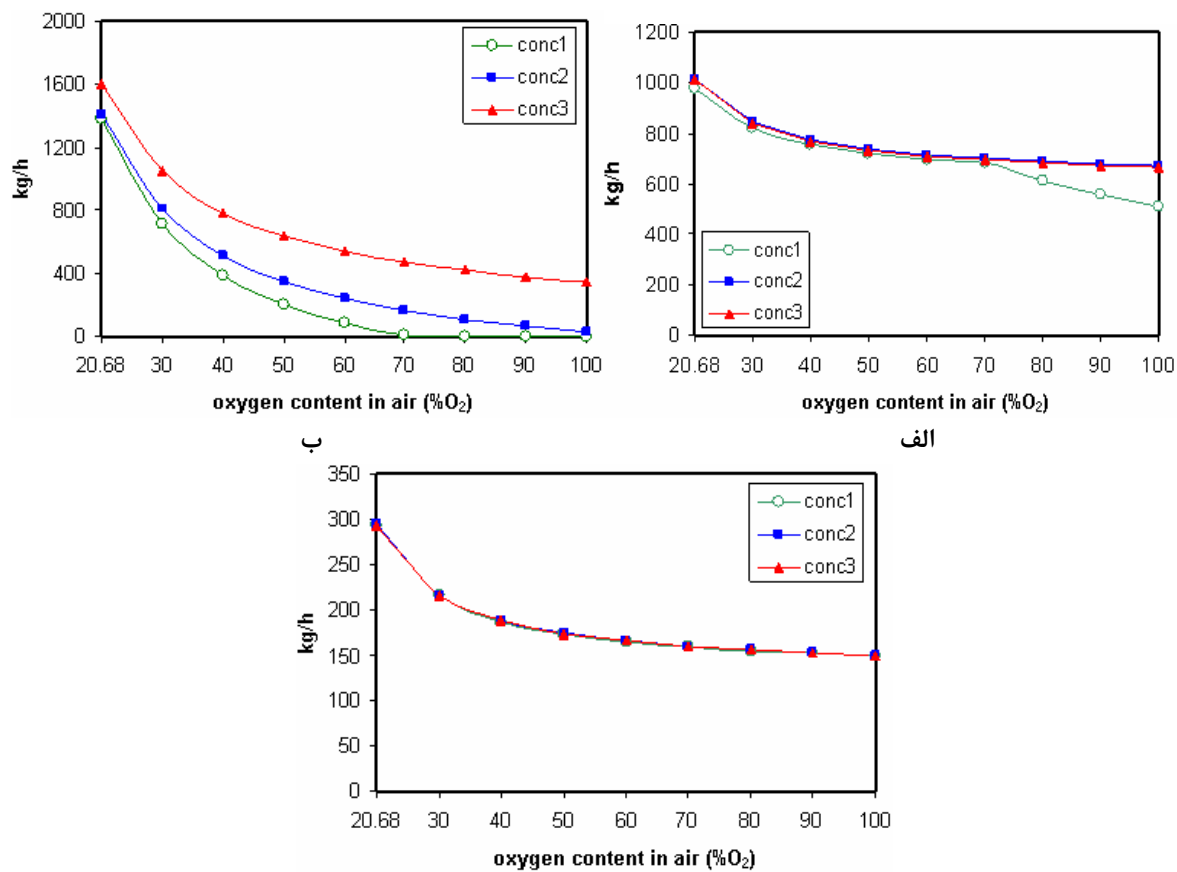 2000
1600
1200
800
400
0
kg/h
conc1
conc2
conc3
20.68 30 40 50 60 70 80 90 100
oxygen content in air (%O₂)
ب
1200
1000
800
600
400
200
0
kg/h
conc1
conc2
conc3
20.68 30 40 50 60 70 80 90 100
oxygen content in air (%O₂)
الف
350
300
250
200
150
100
50
0
kg/h
conc1
conc2
conc3
20.68 30 40 50 60 70 80 90 100
oxygen content in air (%O₂)